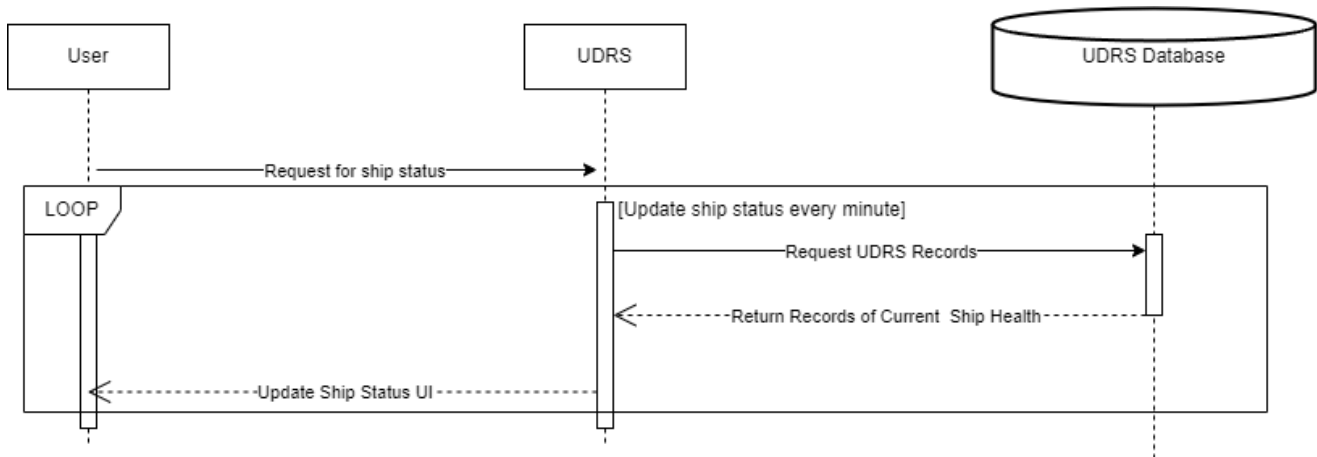 User
UDRS
UDRS Database
Request for ship status
LOOP
[Update ship status every minute]
Request UDRS Records
Return Records of Current  Ship Health
Update Ship Status UI